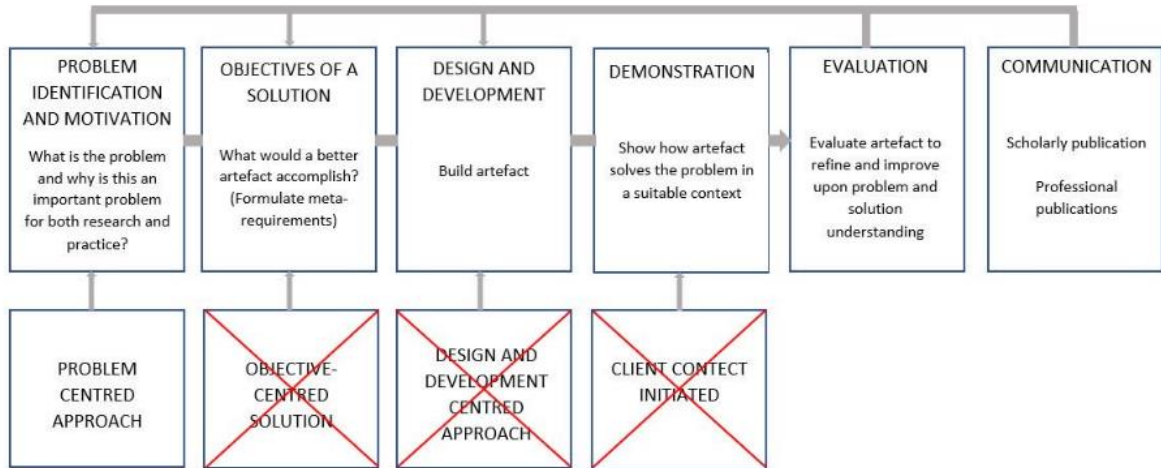 PROBLEM
IDENTIFICATION
AND MOTIVATION
What is the problem
and why is this an
important problem
for both research and
practice?
OBJECTIVES OF A
SOLUTION
What would a better
artefact accomplish?
(Formulate meta-
requirements)
DESIGN AND
DEVELOPMENT
Build artefact
DEMONSTRATION
Show how artefact
solves the problem in
a suitable context
EVALUATION
Evaluate artefact to
refine and improve
upon problem and
solution
understanding
COMMUNICATION
Scholarly publication
Professional
publications
PROBLEM
CENTRED
APPROACH
OBJECTIVE-
CENTRED
SOLUTION
DESIGN AND
DEVELOPMENT
CENTRED
APPROACH
CLIENT CONTECT
INITIATED